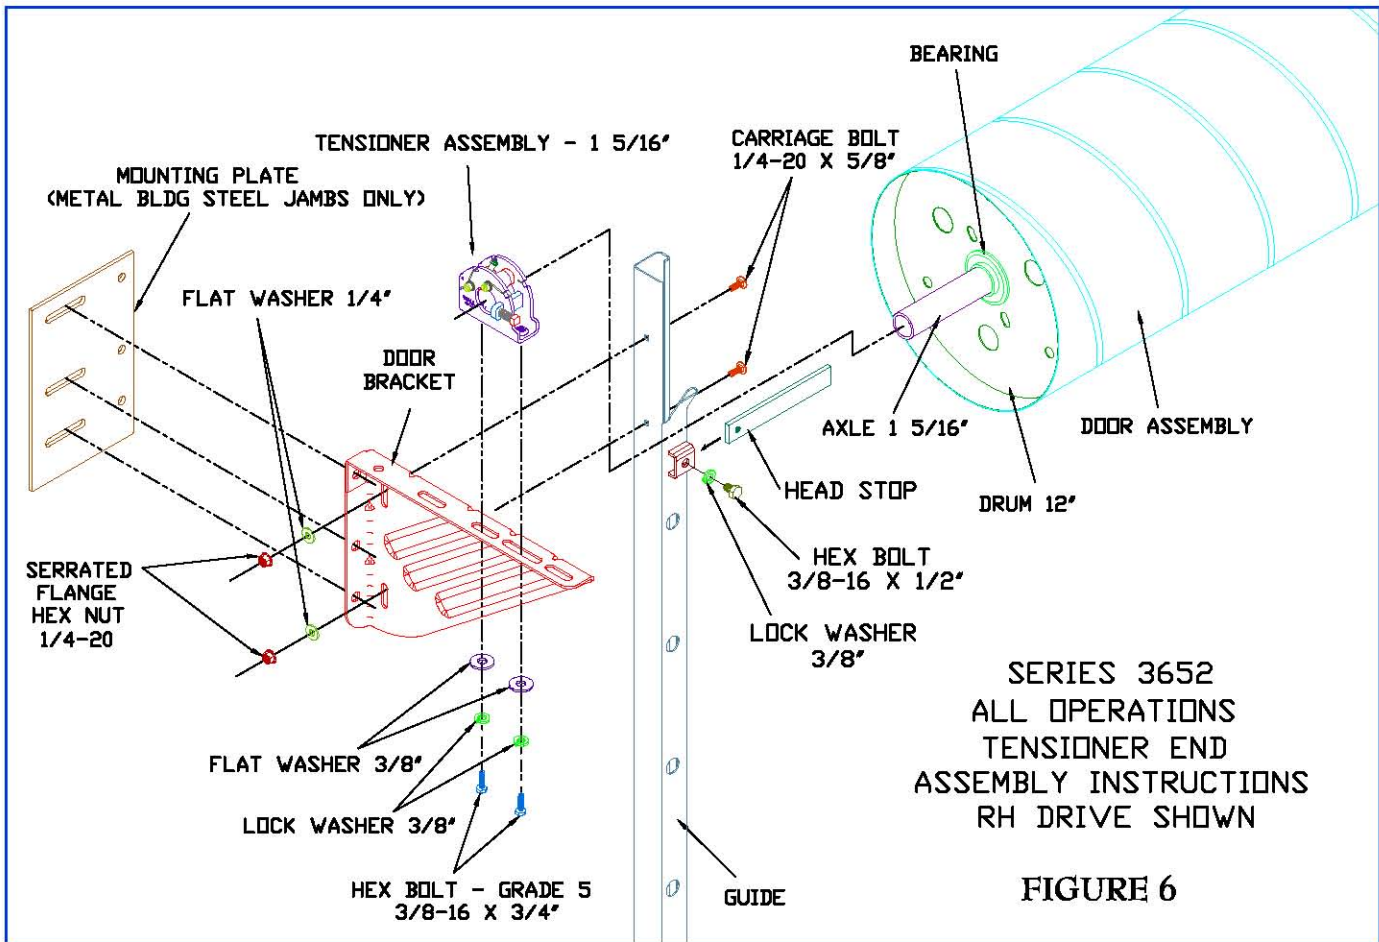 BEARING
TENSIONER ASSEMBLY - 1 5/16"
CARRIAGE BOLT
1/4-20 X 5/8"
MOUNTING PLATE
(METAL BLDG STEEL JAMBS ONLY)
FLAT WASHER 1/4"
DOOR
BRACKET
AXLE 1 5/16"
DOOR ASSEMBLY
HEAD STOP
DRUM 12"
HEX BOLT
3/8-16 X 1/2"
SERRATED
FLANGE
HEX NUT
1/4-20
LOCK WASHER
3/8"
FLAT WASHER 3/8"
LOCK WASHER 3/8"
HEX BOLT - GRADE 5
3/8-16 X 3/4"
GUIDE
SERIES 3652
ALL OPERATIONS
TENSIONER END
ASSEMBLY INSTRUCTIONS
RH DRIVE SHOWN
FIGURE 6